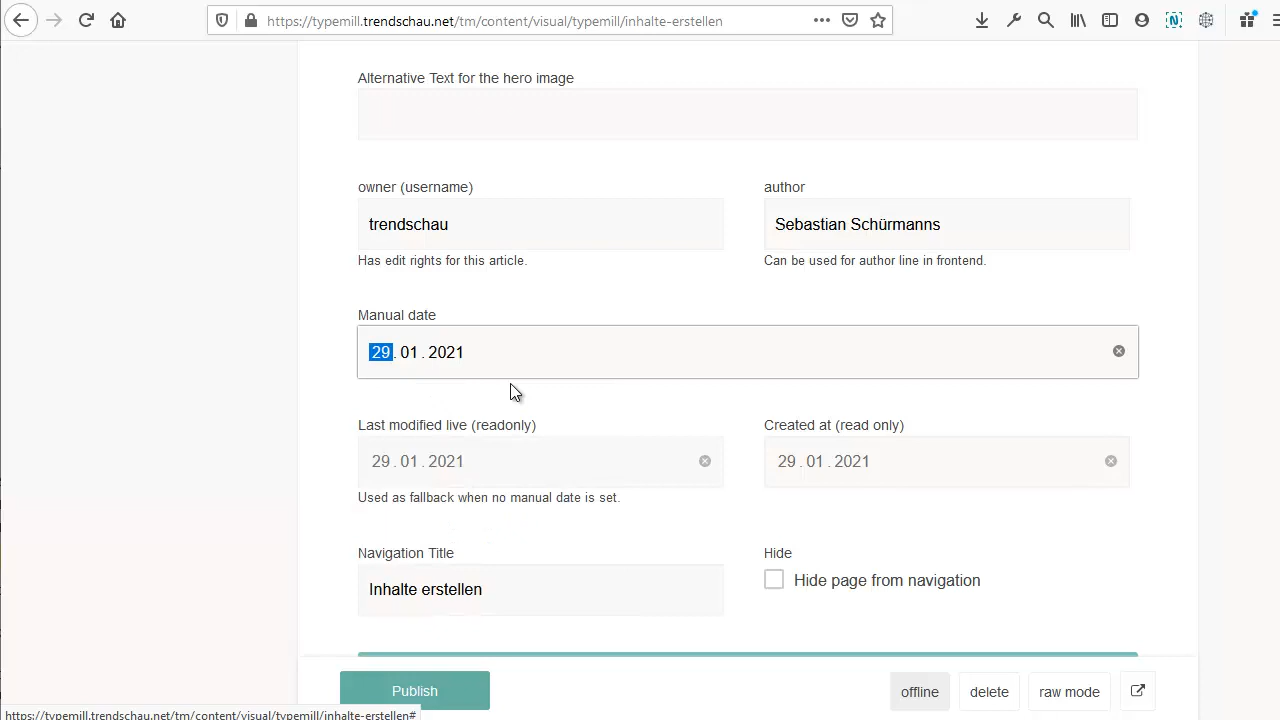 https://typemill.trendschau.net/tm/content/visual/typemill/inhalte-erstellen
Alternative Text for the hero image
owner (username)
author
trendschau
Sebastian Schürmanns
Has edit rights for this article.
Can be used for author line in frontend.
Manual date
29.01.2021
Last modified live (readonly)
Created at (read only)
29.01.2021
29.01.2021
Used as fallback when no manual date is set.
Navigation Title
Hide
Inhalte erstellen
Hide page from navigation
Publish
offline
delete
raw mode
https://typemill.trendschau.net/tm/content/visual/typemill/inhalte-erstellen#